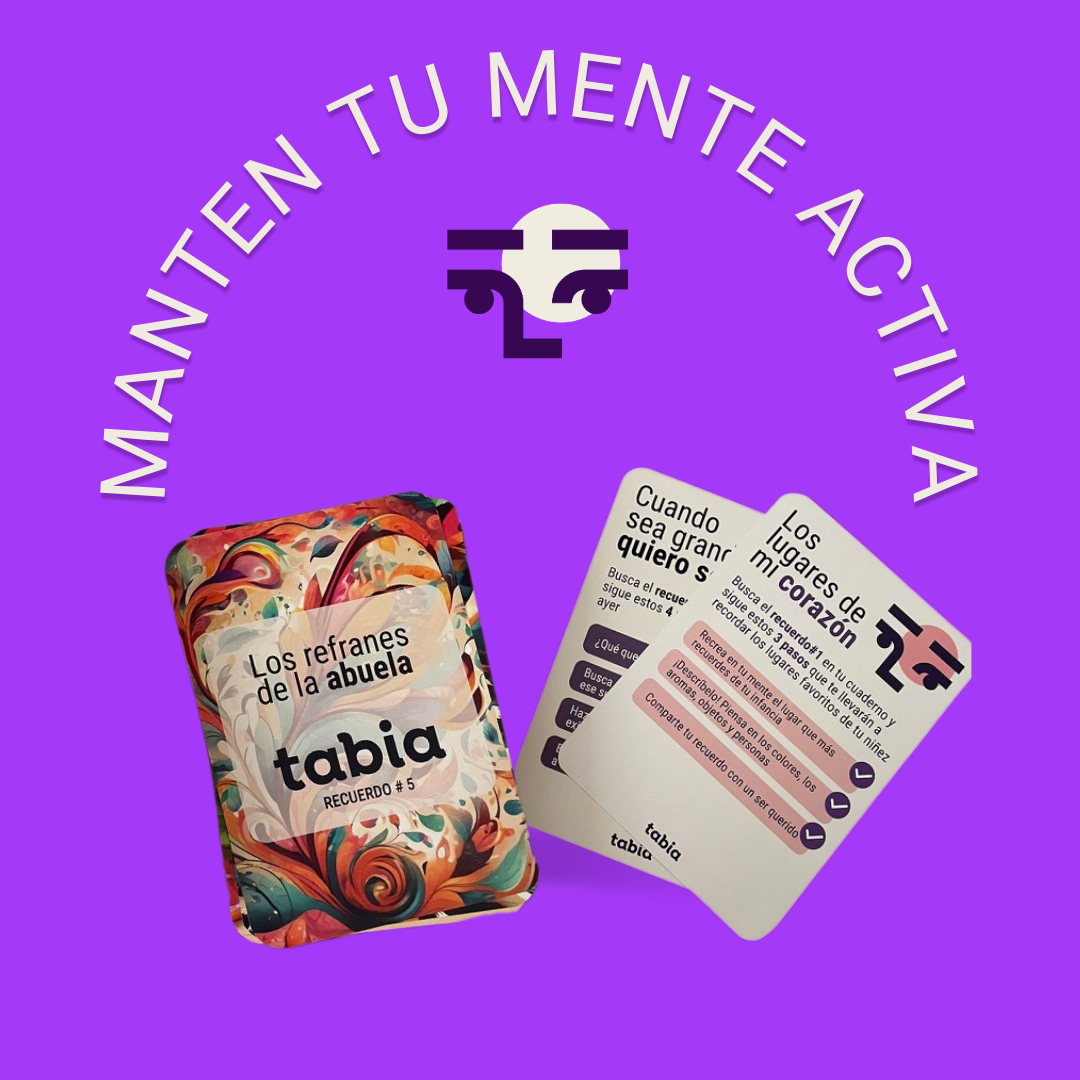 MANTEN TU MENTE ACTIVA
Los refranes
de la abuela
tabia
RECUERDO # 5
Cuando
sea
quiero
Busca el
sigue estos 4
ayer
¿Qué
Busca
tabia
Los
lugares de
mi corazón
Busca el recuerdo#1 en tu cuaderno y
sigue estos 3 pasos que te llevarán a
recordar los lugares favoritos de tu niñez
Recrea en tu mente el lugar que más
recuerdes de tu infancia
¡Descríbelo! Piensa en los colores, los
aromas, objetos y personas
Comparte tu recuerdo con un ser querido
tabia